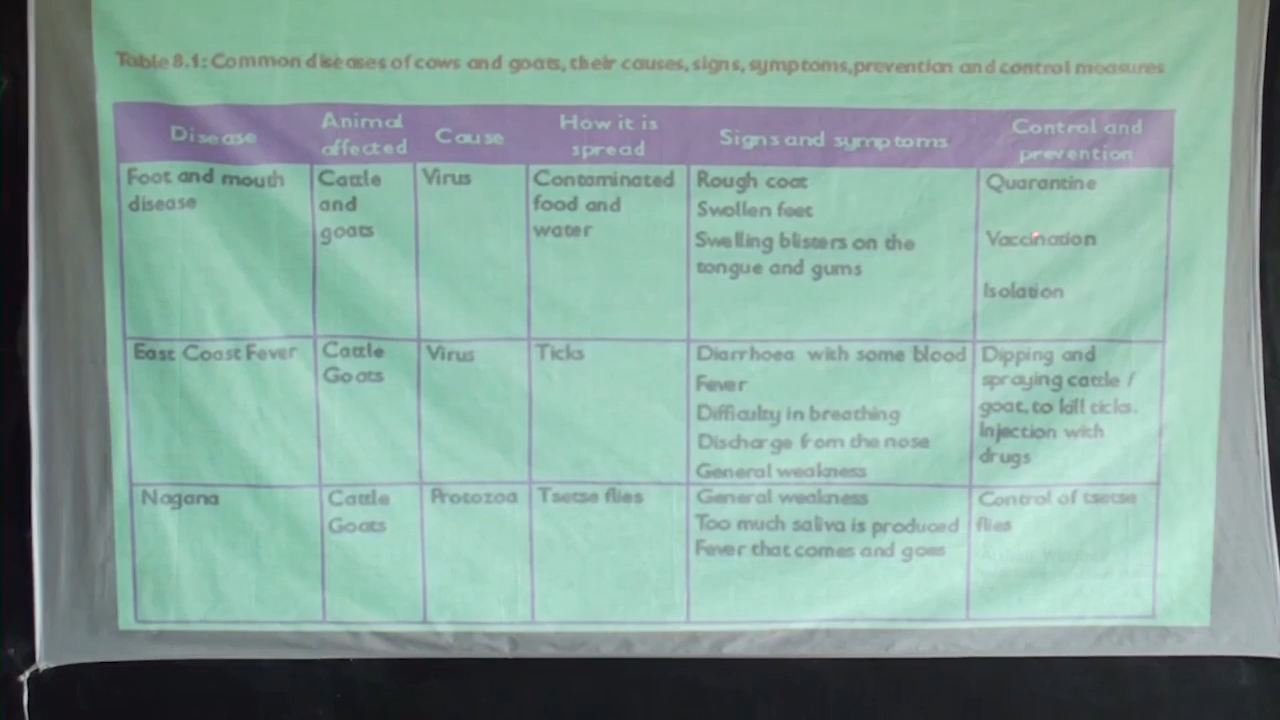 Table 8.1: Common diseases of cows and goats, their causes, signs, symptoms, prevention and control measures
Disease
Animal
affected
Cause
How it is
spread
Signs and symptoms
Control and
prevention
Foot and mouth
disease
Cattle
and
goats
Virus
Contaminated
food and
water
Rough coat
Swollen feet
Swelling blisters on the
tongue and gums
Quarantine
Vaccination
Isolation
East Coast Fever
Cattle
Goats
Virus
Ticks
Diarrhoea with some blood
Fever
Difficulty in breathing
Discharge from the nose
General weakness
Dipping and
spraying cattle /
goat, to kill ticks.
Injection with
drugs
Nagana
Cattle
Goats
Protozoa
Tsetse flies
General weakness
Too much saliva is produced
Fever that comes and goes
Control of tsetse
flies